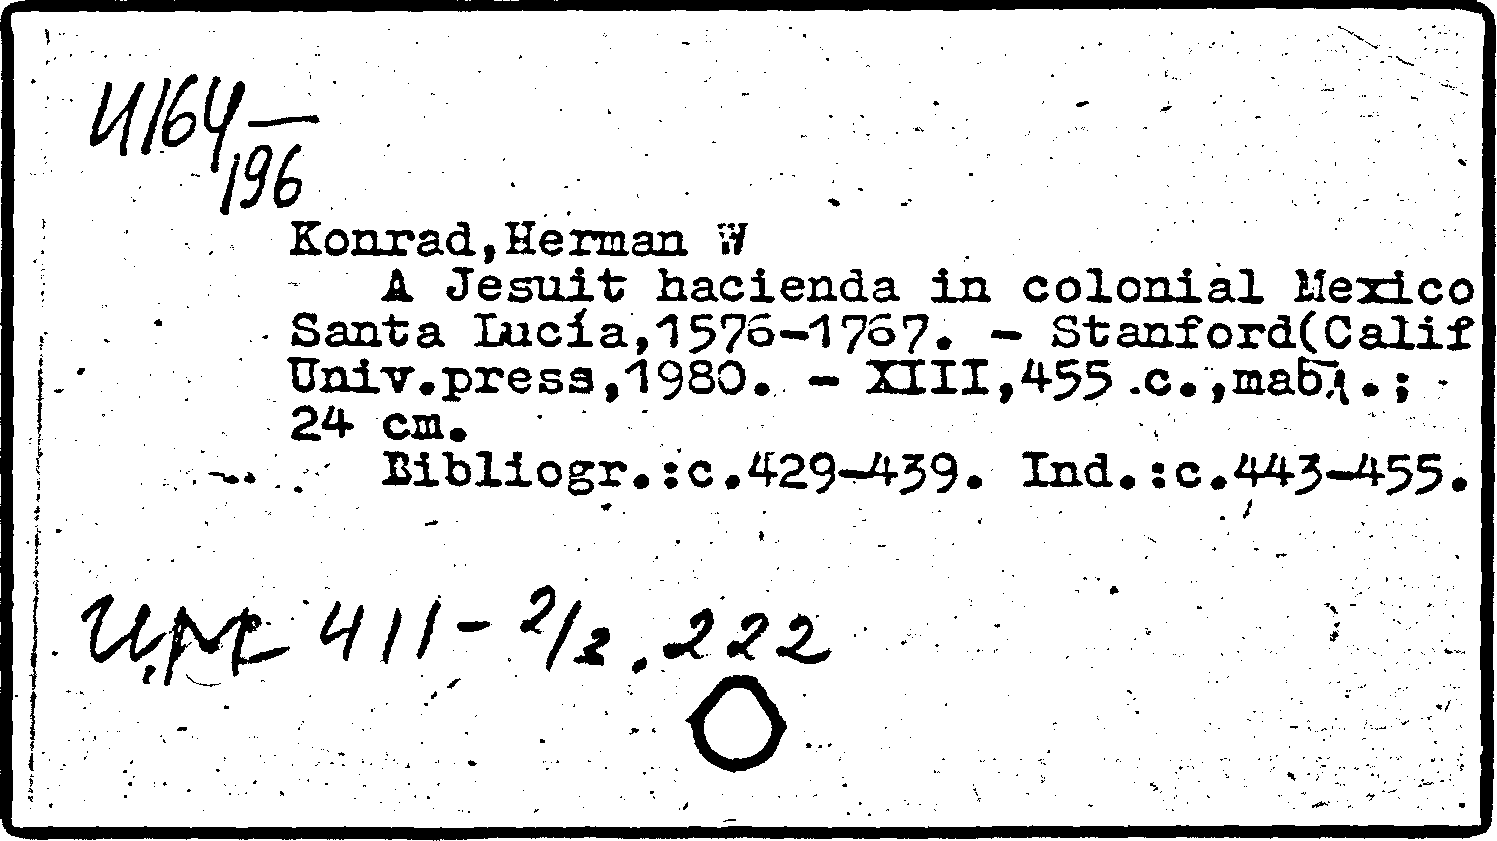 И164—
196
Konrad,Herman W
A Jesuit hacienda in colonial Mexico
Santa Lucía,1576-1767. - Stanford(Calif
Univ.press,1980. - XIII,455 .c.,табл.;
24 cm.
Bibliogr.:c.429-439. Ind.:c.443-455.
411-2/2.222